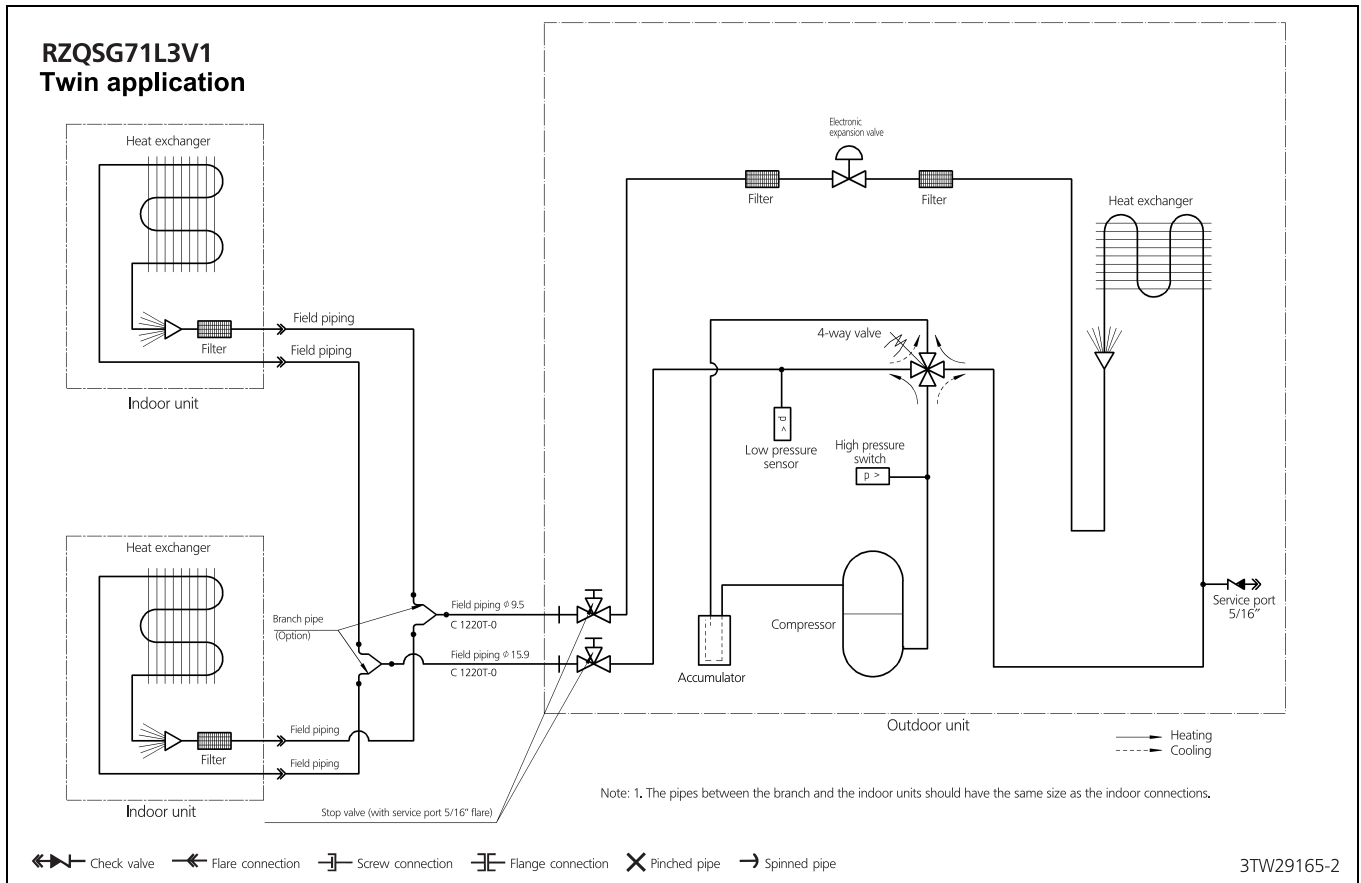 RZQSG71L3V1
Twin application
Heat exchanger
Filter
Field piping
Field piping
Indoor unit
Heat exchanger
Filter
Field piping
Field piping
Indoor unit
Branch pipe
(Option)
Field piping ø 9.5
C 1220T-0
Field piping ø 15.9
C 1220T-0
Stop valve (with service port 5/16" flare)
Electronic
expansion valve
Filter
Filter
Heat exchanger
4-way valve
p <
Low pressure
sensor
High pressure
switch
p >
Compressor
Accumulator
Service port
5/16"
Outdoor unit
Heating
Cooling
Note: 1. The pipes between the branch and the indoor units should have the same size as the indoor connections.
Check valve
Flare connection
Screw connection
Flange connection
Pinched pipe
Spinned pipe
3TW29165-2